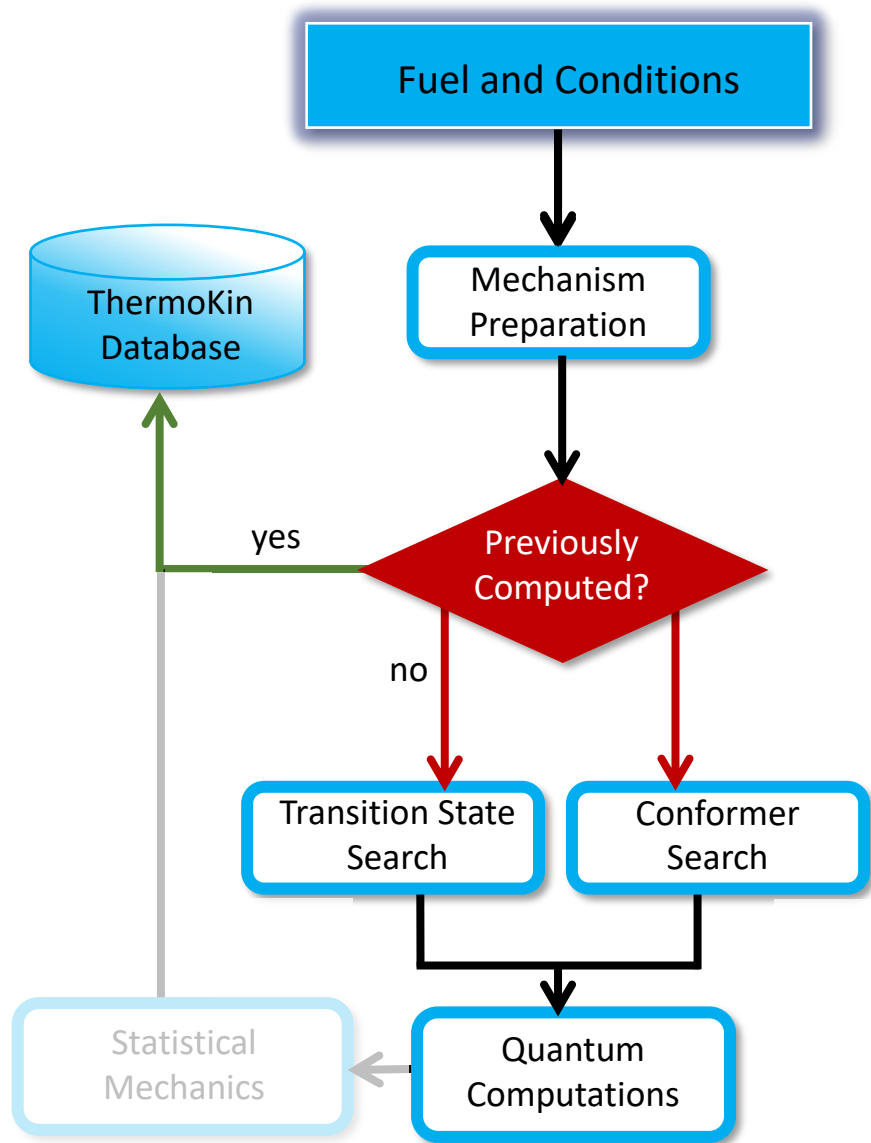 Fuel and Conditions
ThermoKin
Database
Mechanism
Preparation
yes
Previously
Computed?
no
Transition State
Search
Conformer
Search
Statistical
Mechanics
Quantum
Computations